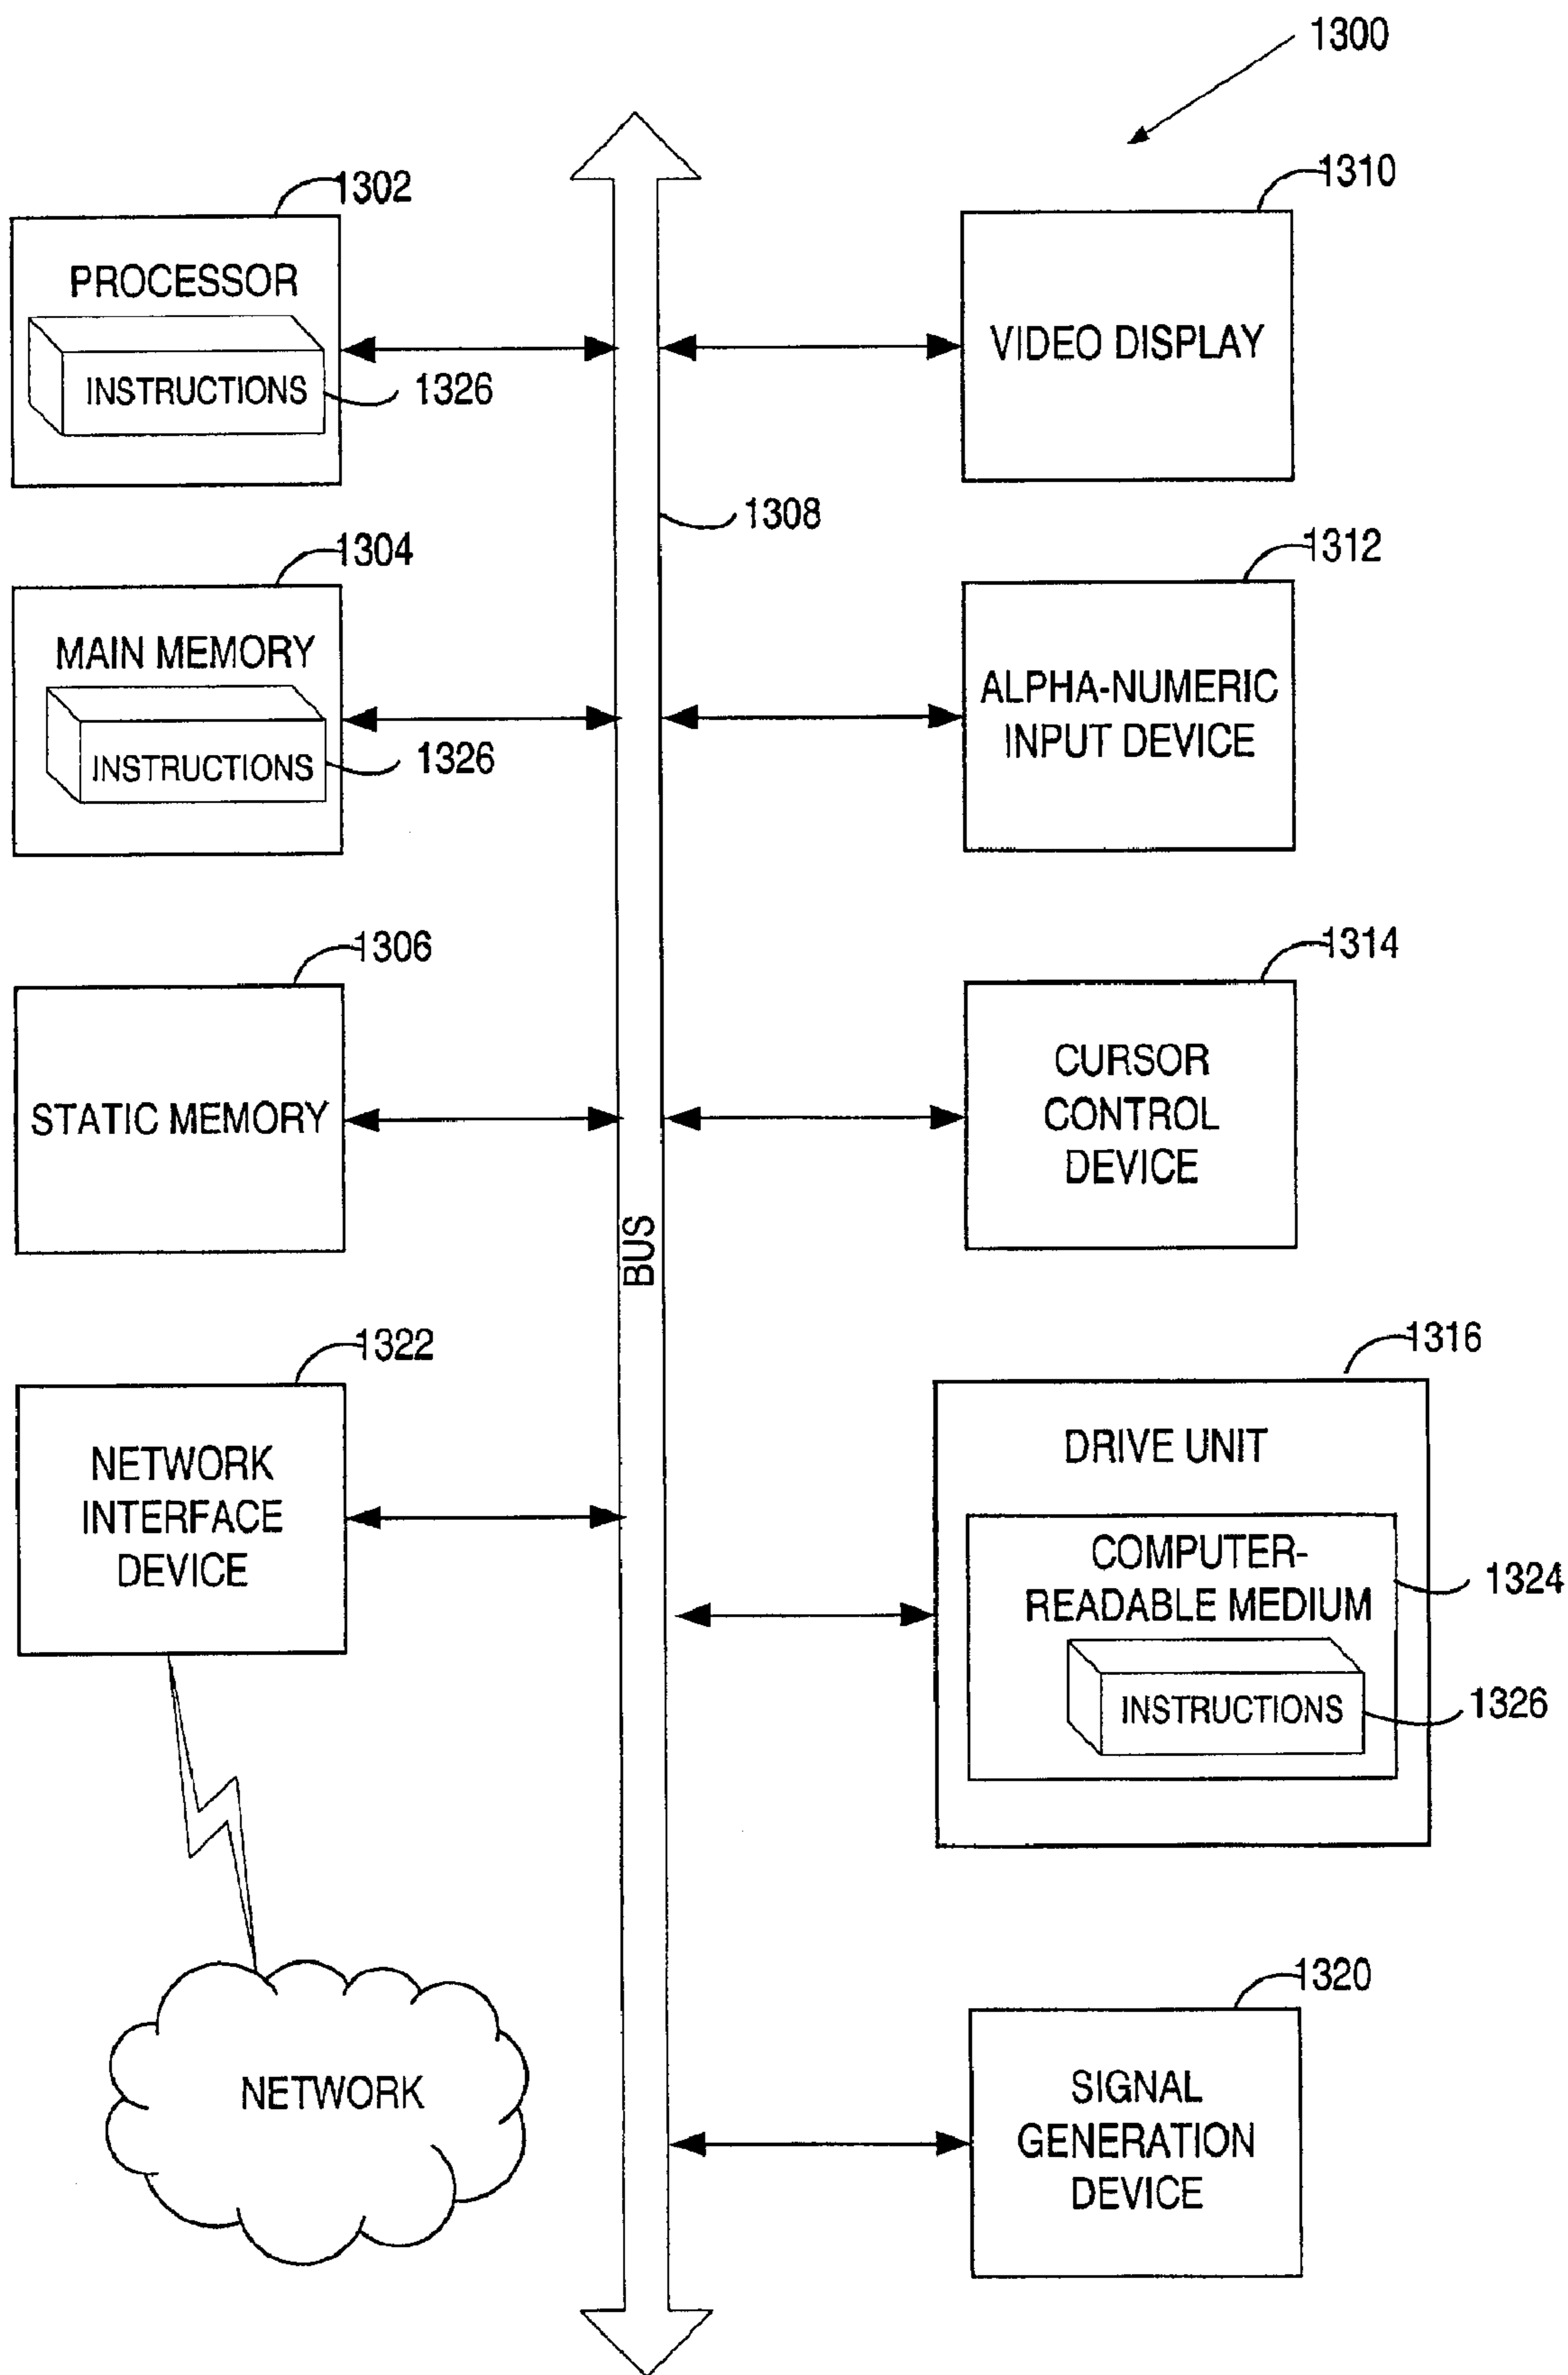 1300
1302
PROCESSOR
INSTRUCTIONS
1326
1310
VIDEO DISPLAY
1308
1304
MAIN MEMORY
INSTRUCTIONS
1326
1312
ALPHA-NUMERIC
INPUT DEVICE
1306
STATIC MEMORY
1314
CURSOR
CONTROL
DEVICE
BUS
1322
NETWORK
INTERFACE
DEVICE
1316
DRIVE UNIT
COMPUTER-
READABLE MEDIUM
1324
INSTRUCTIONS
1326
NETWORK
1320
SIGNAL
GENERATION
DEVICE